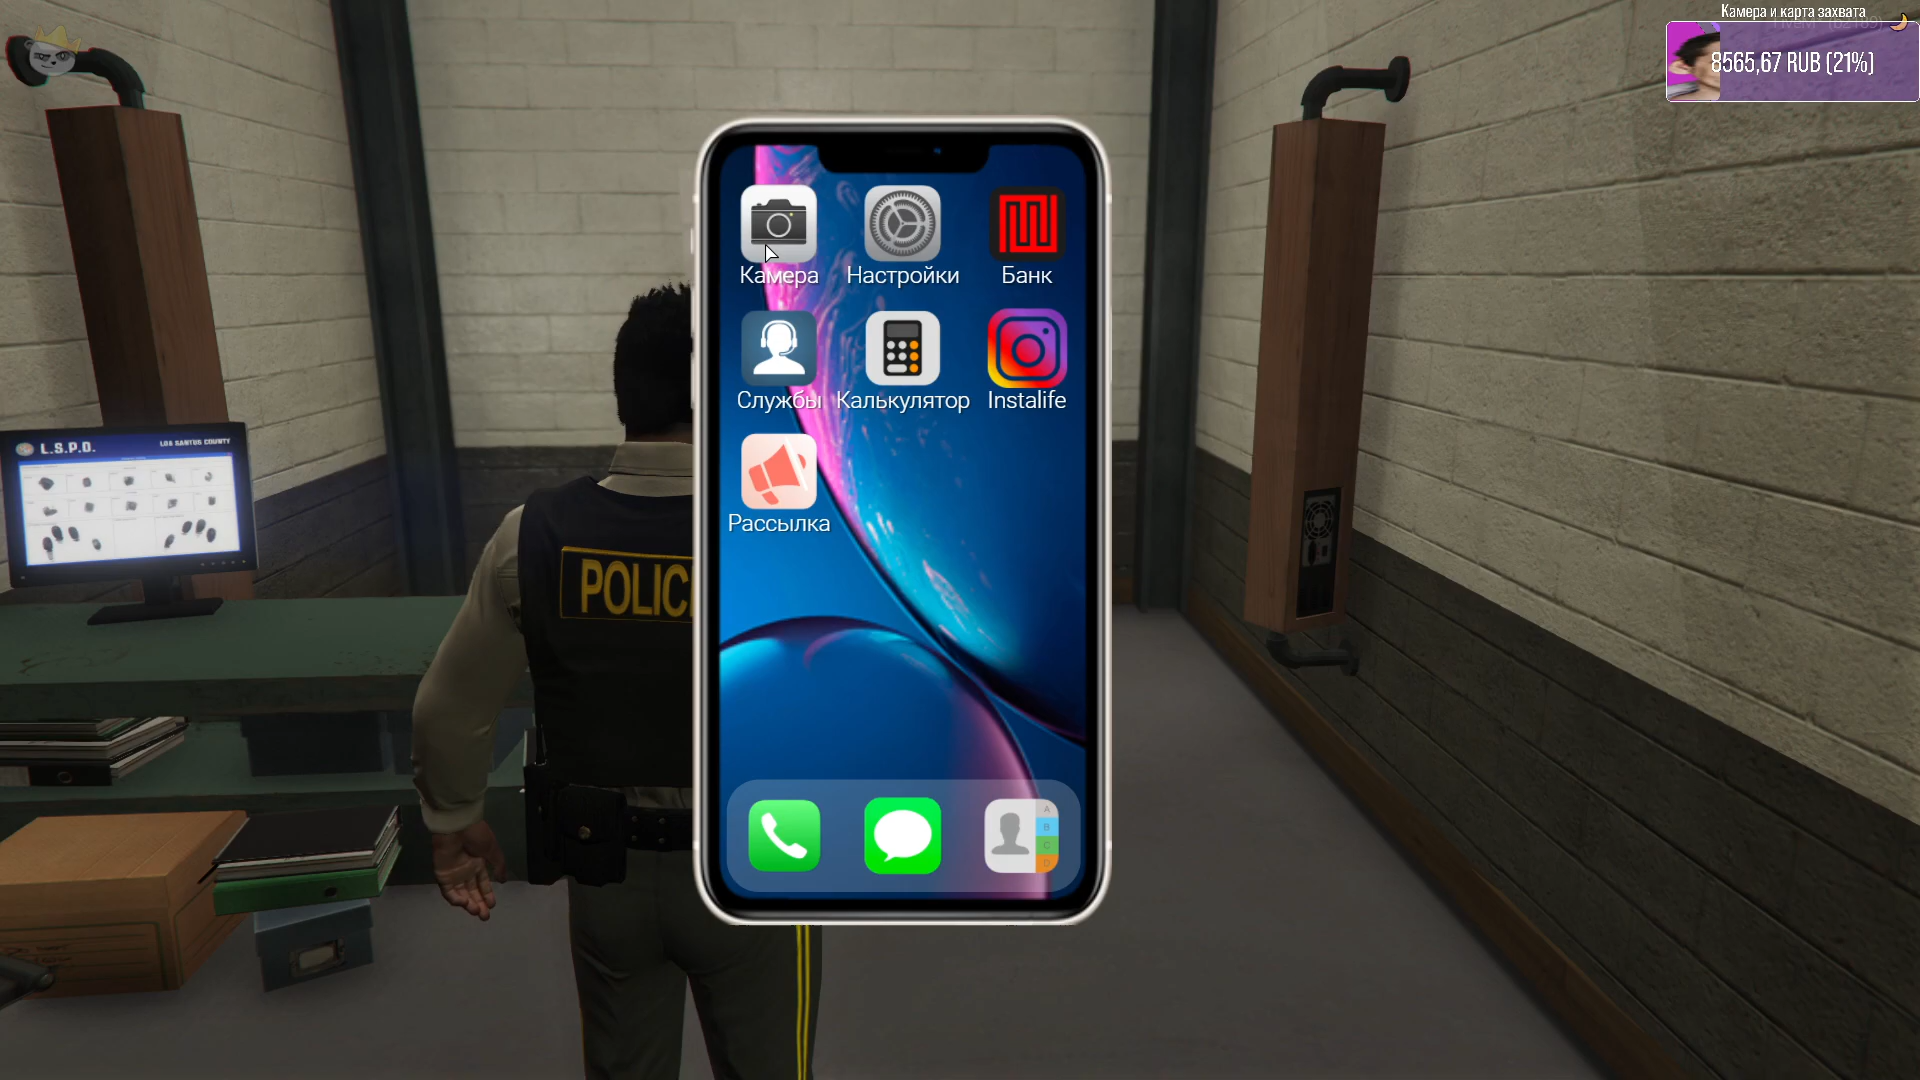 Камера и карта захвата
8565,67 RUB (21%)
Камера
Настройки
Банк
Службы
Калькулятор
Instalife
Рассылка
L.S.P.D.
LOS SANTOS COUNTY
POLIC
A
B
C
D